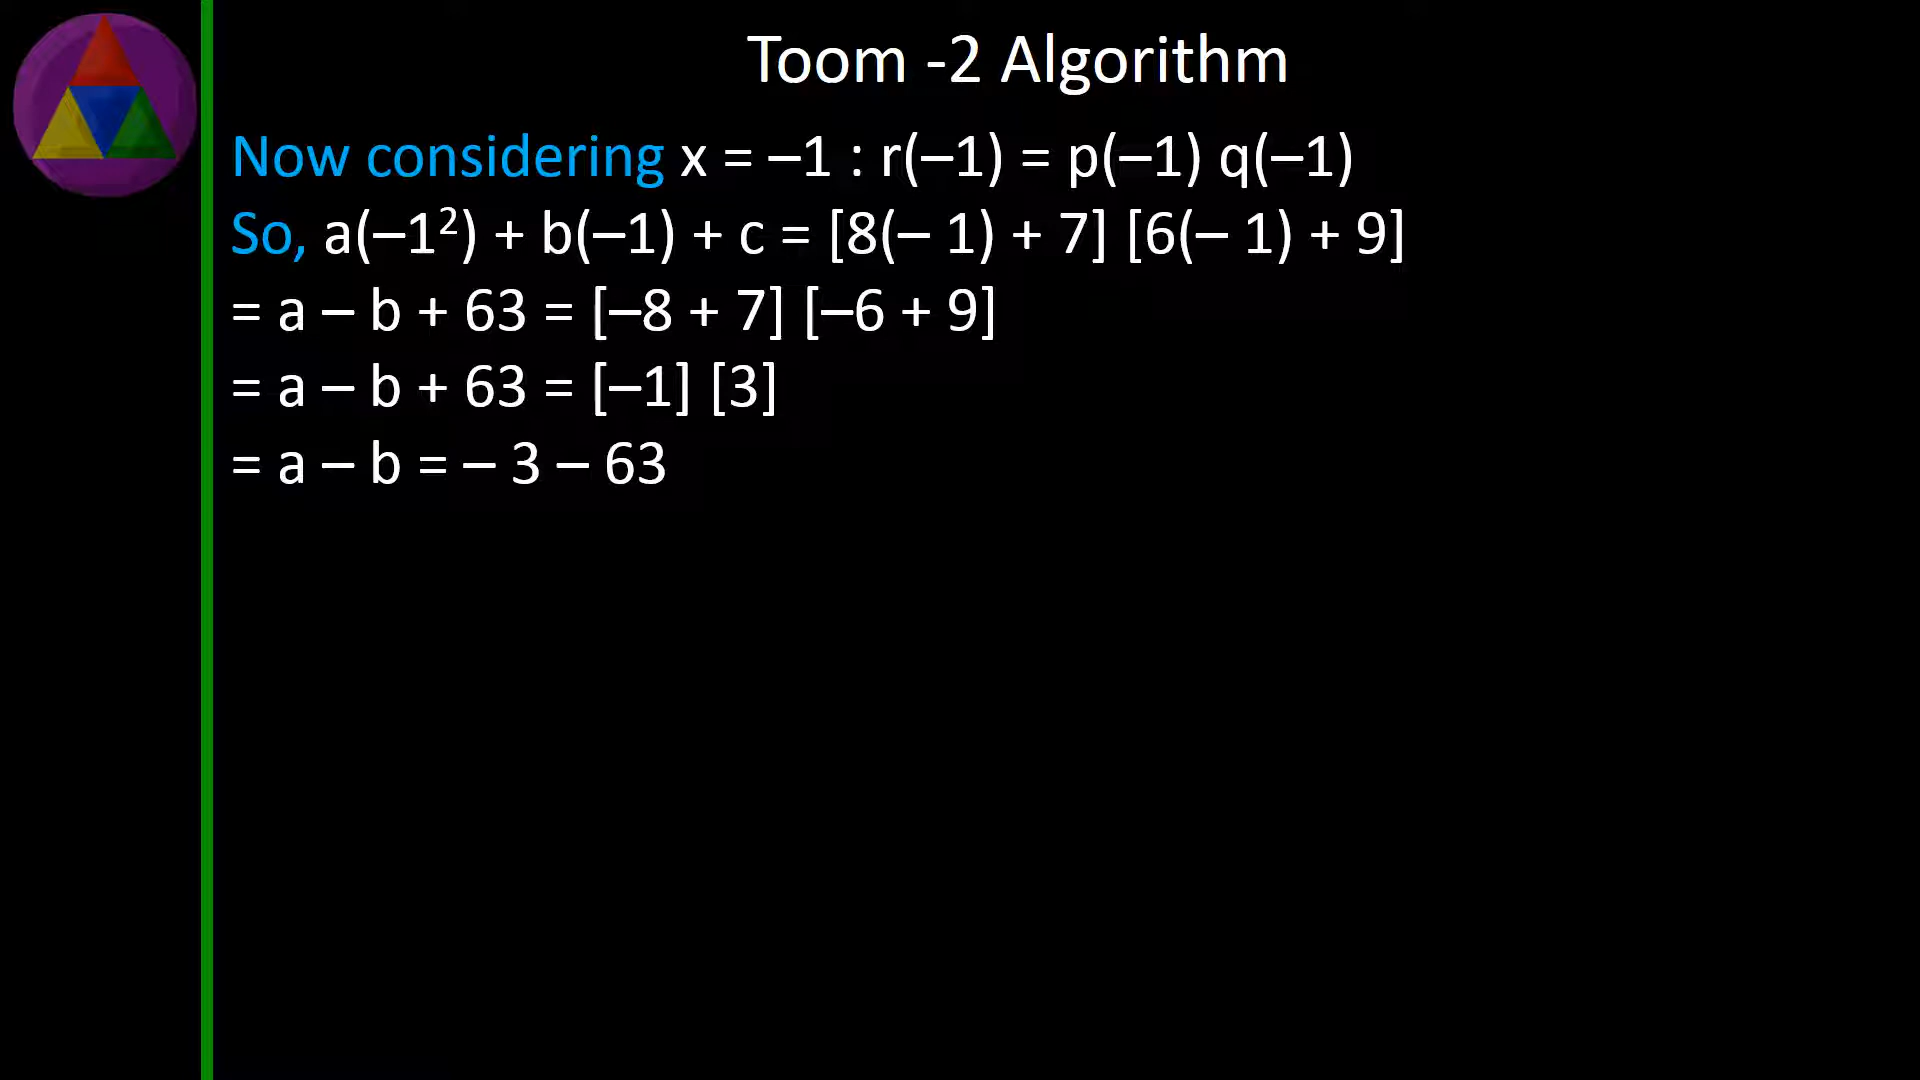 Toom -2 Algorithm
Now considering x = –1 : r(–1) = p(–1) q(–1)
So, a(–1²) + b(–1) + c = [8(– 1) + 7] [6(– 1) + 9]
= a – b + 63 = [–8 + 7] [–6 + 9]
= a – b + 63 = [–1] [3]
= a – b = – 3 – 63